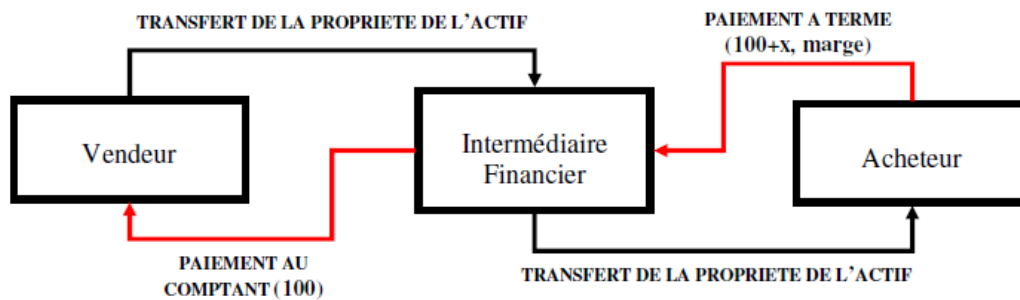 TRANSFERT DE LA PROPRIETE DE L'ACTIF
PAIEMENT A TERME
(100+x, marge)
Vendeur
Intermédiaire
Financier
Acheteur
PAIEMENT AU
COMPTANT (100)
TRANSFERT DE LA PROPRIETE DE L'ACTIF